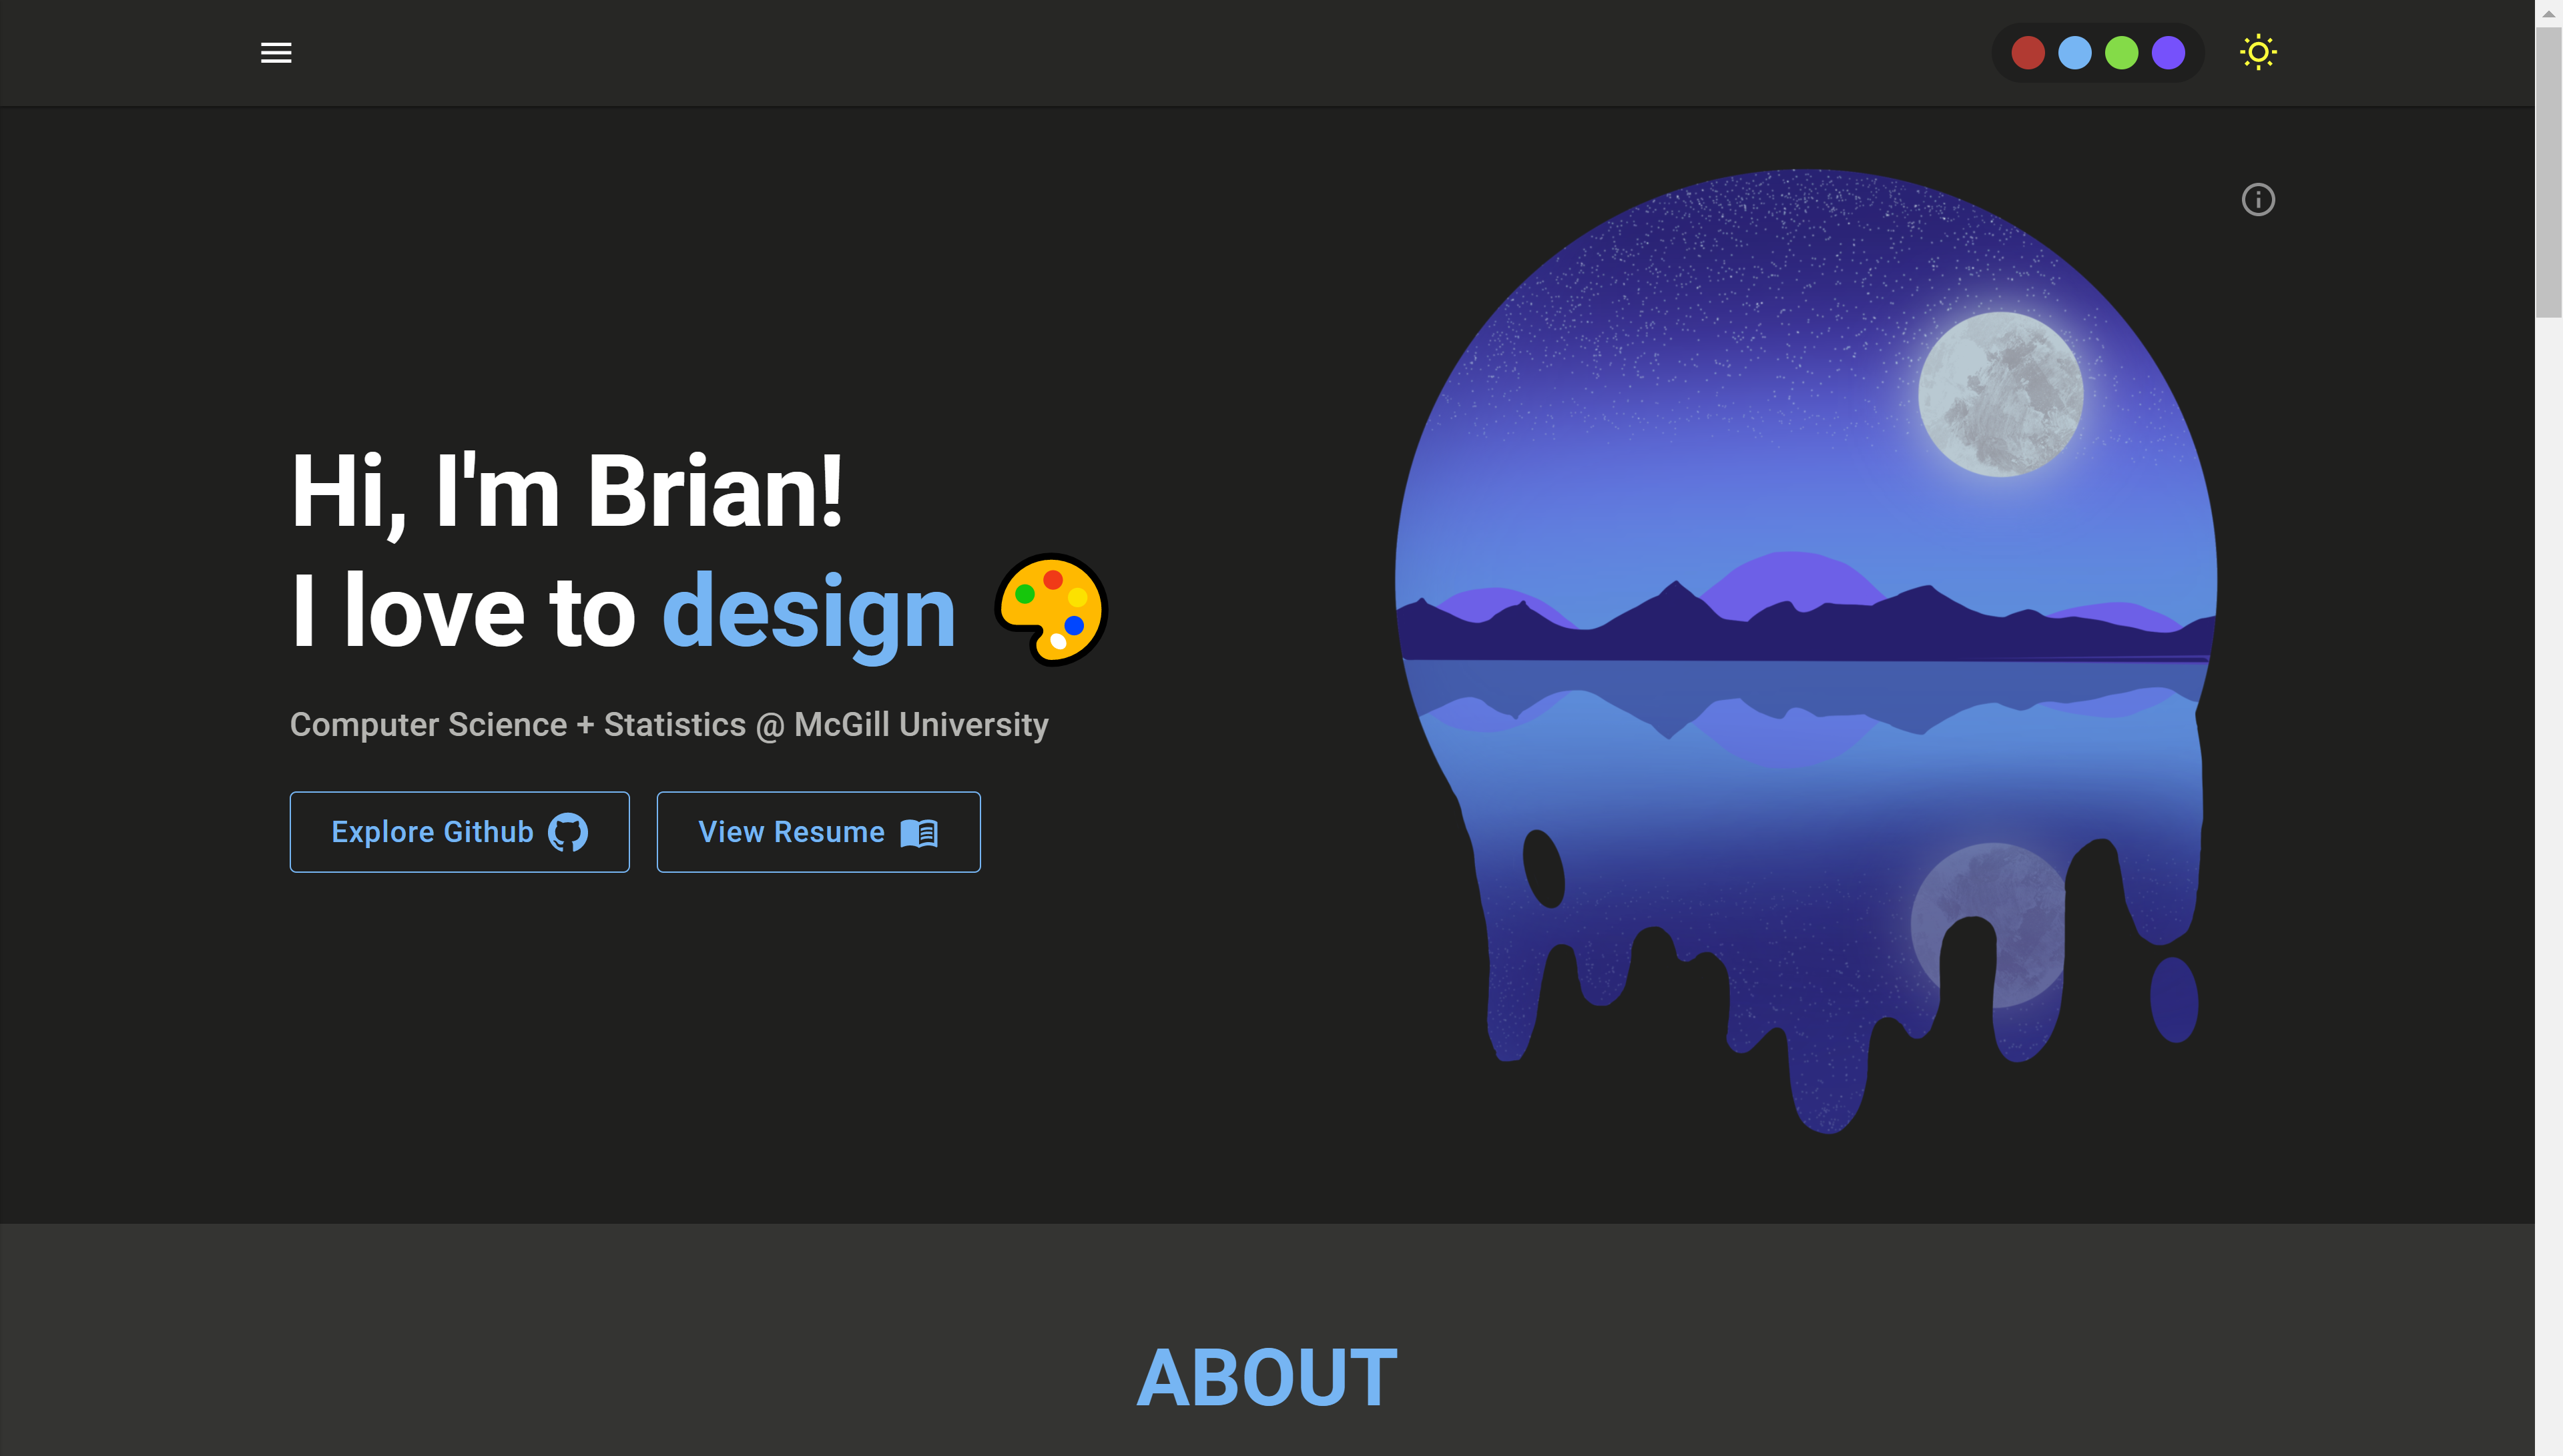 Hi, I'm Brian!
I love to design
Computer Science + Statistics @ McGill University
Explore Github
View Resume
ABOUT